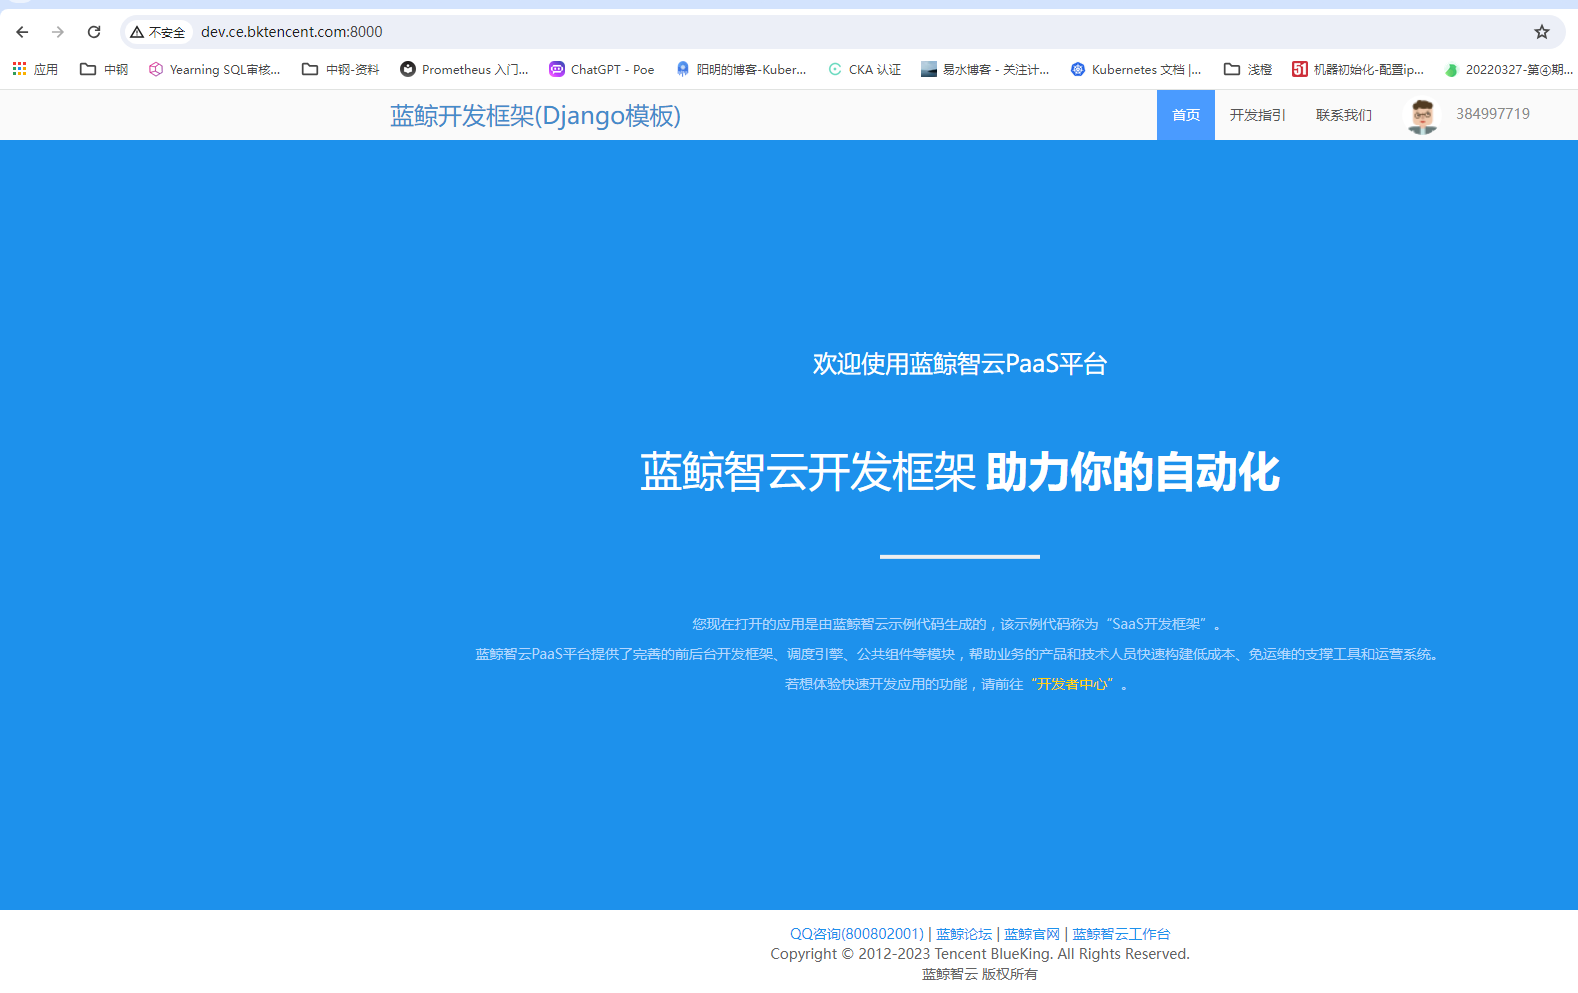 不安全 dev.ce.bktencent.com:8000
应用 中钢 Yearning SQL审核... 中钢-资料 Prometheus 入门... ChatGPT - Poe 阳明的博客-Kuber... CKA 认证 易水博客 - 关注计... Kubernetes 文档 |... 浅橙 机器初始化-配置ip... 20220327-第④期...
蓝鲸开发框架(Django模板) 首页 开发指引 联系我们 384997719
欢迎使用蓝鲸智云PaaS平台
蓝鲸智云开发框架 助力你的自动化
您现在打开的应用是由蓝鲸智云示例代码生成的，该示例代码称为“SaaS开发框架”。
蓝鲸智云PaaS平台提供了完善的前后台开发框架、调度引擎、公共组件等模块，帮助业务的产品和技术人员快速构建低成本、免运维的支撑工具和运营系统。
若想体验快速开发应用的功能，请前往“开发者中心”。
QQ咨询(800802001) | 蓝鲸论坛 | 蓝鲸官网 | 蓝鲸智云工作台
Copyright © 2012-2023 Tencent BlueKing. All Rights Reserved.
蓝鲸智云 版权所有